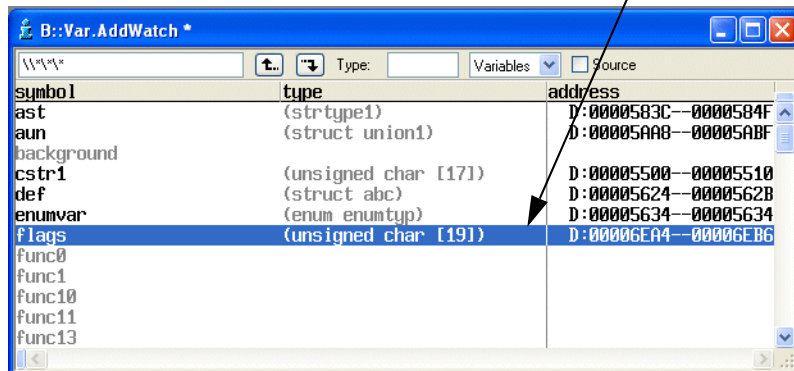 B::Var.AddWatch *
\\*\*\* Type: Variables Source
symbol type address
ast (strtype1) D:0000583C--0000584F
aun (struct union1) D:00005AA8--00005ABF
background
cstr1 (unsigned char [17]) D:00005500--00005510
def (struct abc) D:00005624--0000562B
enumvar (enum enumtyp) D:00005634--00005634
flags (unsigned char [19]) D:00006EA4--00006EB6
func0
func1
func10
func11
func13